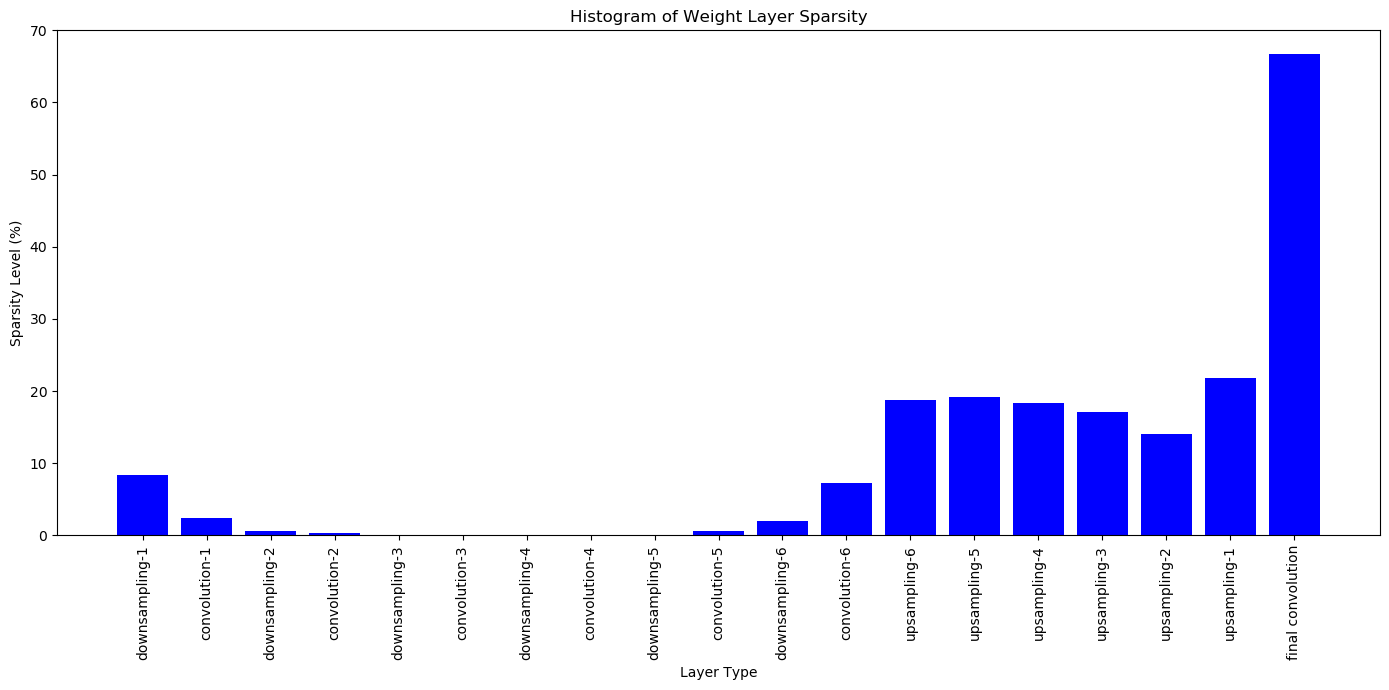 Histogram of Weight Layer Sparsity
Sparsity Level (%)
70
60
50
40
30
20
10
0
downsampling-1
convolution-1
downsampling-2
convolution-2
downsampling-3
convolution-3
downsampling-4
convolution-4
downsampling-5
convolution-5
downsampling-6
convolution-6
upsampling-6
upsampling-5
upsampling-4
upsampling-3
upsampling-2
upsampling-1
final convolution
Layer Type